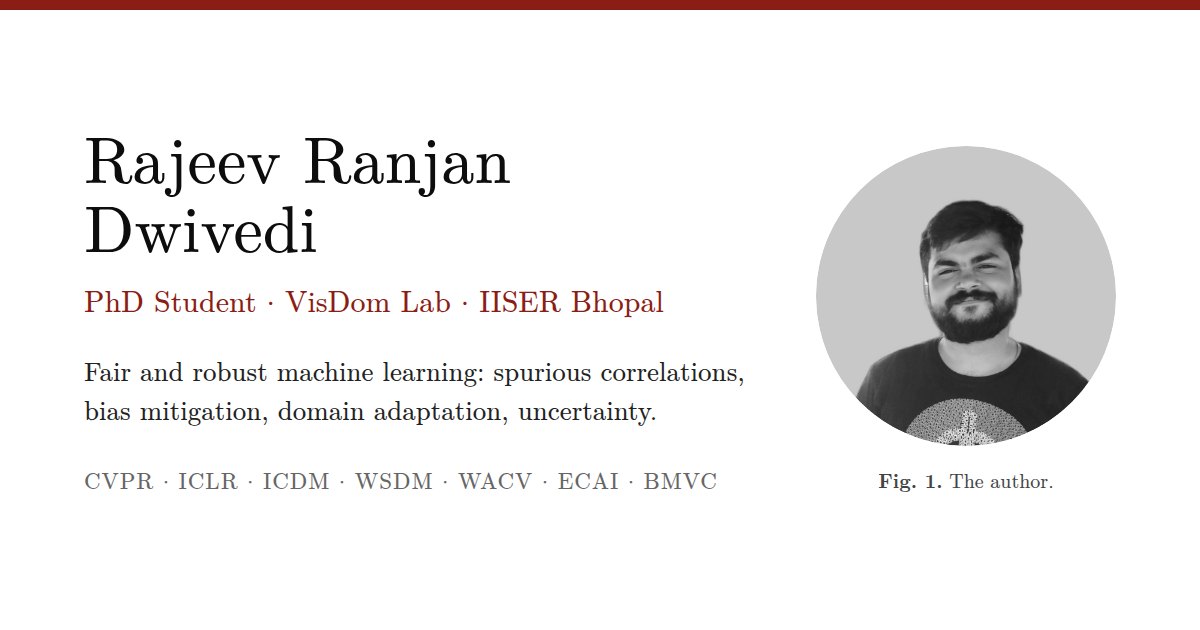 Rajeev Ranjan
Dwivedi
PhD Student · VisDom Lab · IISER Bhopal
Fair and robust machine learning: spurious correlations,
bias mitigation, domain adaptation, uncertainty.
CVPR · ICLR · ICDM · WSDM · WACV · ECAI · BMVC
Fig. 1. The author.